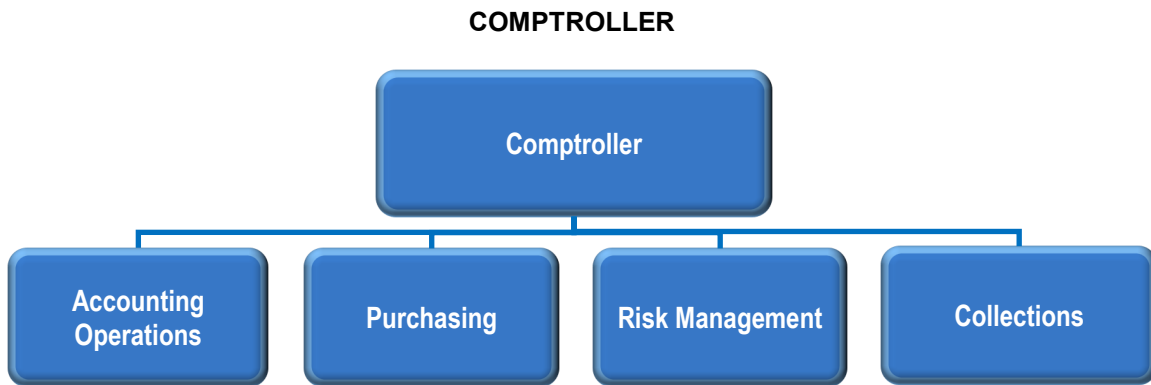 COMPTROLLER
Comptroller
Accounting
Operations
Purchasing
Risk Management
Collections